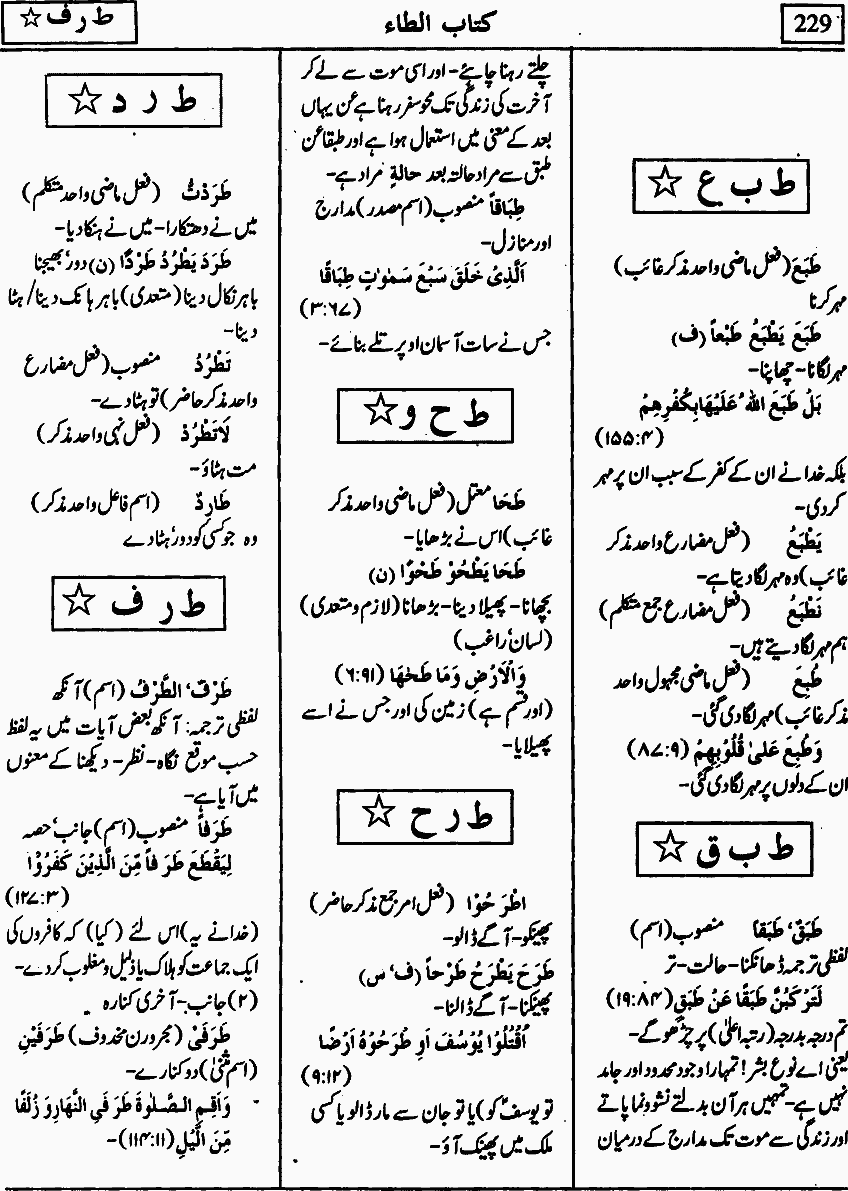 229
کتاب الطاء
ط ر ف ☆
ط ب ع ☆
طَبَعَ (فعل ماضی واحد مذکر غائب)
مہر کرنا
طَبَعَ يَطْبَعُ طَبْعاً (ف)
مہر لگانا- چھاپنا-
بَلْ طَبَعَ اللهُ عَلَيْهَا بِكُفْرِهِمْ
(۱۵۵:۴)
بلکہ خدا نے ان کے کفر کے سبب ان پر مہر
کردی-
يَطْبَعُ (فعل مضارع واحد مذکر
غائب) وہ مہر لگا دیتا ہے-
نَطْبَعُ (فعل مضارع جمع متکلم)
ہم مہر لگا دیتے ہیں-
طُبِعَ (فعل ماضی مجہول واحد
مذکر غائب) مہر لگا دی گئی-
وَطُبِعَ عَلىٰ قُلُوْبِهِمْ (۸۷:۹)
ان کے دلوں پر مہر لگا دی گئی-
ط ب ق ☆
طَبَقٌ، طَبَقاً منصوب (اسم)
لفظی ترجمہ ڈھانکنا- حالت- تر
لَتَرْكَبُنَّ طَبَقًا عَنْ طَبَقٍ (۱۹:۸۴)
تم درجہ بدرجہ (رتبہ اعلیٰ) پر چڑھو گے-
یعنی اے نوع بشر! تمہارا وجود محدود اور جامد
نہیں ہے- تمہیں ہر آن بدلتے نشوونما پاتے
اور زندگی سے موت تک مدارج کے درمیان
چلتے رہنا چاہئے- اور اسی موت سے لے کر
آخرت کی زندگی تک محو سفر رہنا ہے عن یہاں
بعد کے معنی میں استعمال ہوا ہے اور طبقا عن
طبق سے مراد حالتہ بعد حالةٍ مراد ہے-
طِبَاقاً منصوب (اسم مصدر) مدارج
اور منازل-
اَلَّذِىْ خَلَقَ سَبْعَ سَمٰوٰتٍ طِبَاقًا
(۳:۶۷)
جس نے سات آسمان اوپر تلے بنائے-
ط ح و ☆
طَحَا معتل (فعل ماضی واحد مذکر
غائب) اس نے بڑھایا-
طَحَا يَطْحُوْ طَحْوًا (ن)
بچھانا- پھیلا دینا- بڑھانا (لازم و متعدی)
(لسان، راغب)
وَالْاَرْضِ وَمَا طَحٰهَا (۶:۹۱)
(اور قسم ہے) زمین کی اور جس نے اسے
پھیلایا-
ط ر ح ☆
اطْرَحُوْا (فعل امر جمع مذکر حاضر)
پھینکو- آگے ڈالو-
طَرَحَ يَطْرَحُ طَرْحاً (ف، س)
پھینکنا- آگے ڈالنا-
اُقْتُلُوْا يُوْسُفَ اَوِ طْرَحُوْهُ اَرْضًا
(۹:۱۲)
تو یوسف کو) یا تو جان سے مار ڈالو یا کسی
ملک میں پھینک آؤ-
ط ر د ☆
طَرَدْتُ (فعل ماضی واحد متکلم)
میں نے دھتکارا- میں نے ہنکا دیا-
طَرَدَ يَطْرُدُ طَرْدًا (ن) دور، بھیجنا
باہر نکال دینا (متعدی) باہر ہانک دینا/ ہٹا
دینا-
تَطْرُدُ منصوب (فعل مضارع
واحد مذکر حاضر) تو ہٹا دے-
لَاتَطْرُدْ (فعل نہی واحد مذکر)
مت ہٹاؤ-
طَارِدٌ (اسم فاعل واحد مذکر)
وہ جو کسی کو دور ہٹا دے
ط ر ف ☆
طَرْفٌ، الطَّرْفُ (اسم) آنکھ
لفظی ترجمہ: آنکھ بعض آیات میں یہ لفظ
حسب موقع نگاہ- نظر- دیکھنا کے معنوں
میں آیا ہے-
طَرَفاً منصوب (اسم) جانب، حصہ
لِيَقْطَعَ طَرَ فاً مِّنَ الَّذِيْنَ كَفَرُوْا
(۱۲۷:۳)
(خدا نے یہ) اس لئے (کیا) کہ کافروں کی
ایک جماعت کو ہلاک یا ذلیل و مغلوب کر دے-
(۲) جانب- آخری کنارہ
طَرَفَىْ (مجرور ن محذوف) طَرَفَيْنِ
(اسم مثنیٰ) دو کنارے-
وَاَقِمِ الصَّلٰوةَ طَرَ فَىِ النَّهَارِوَ زُلَفًا
مِّنَ الَّيْلِ (۱۱۴:۱۱)-